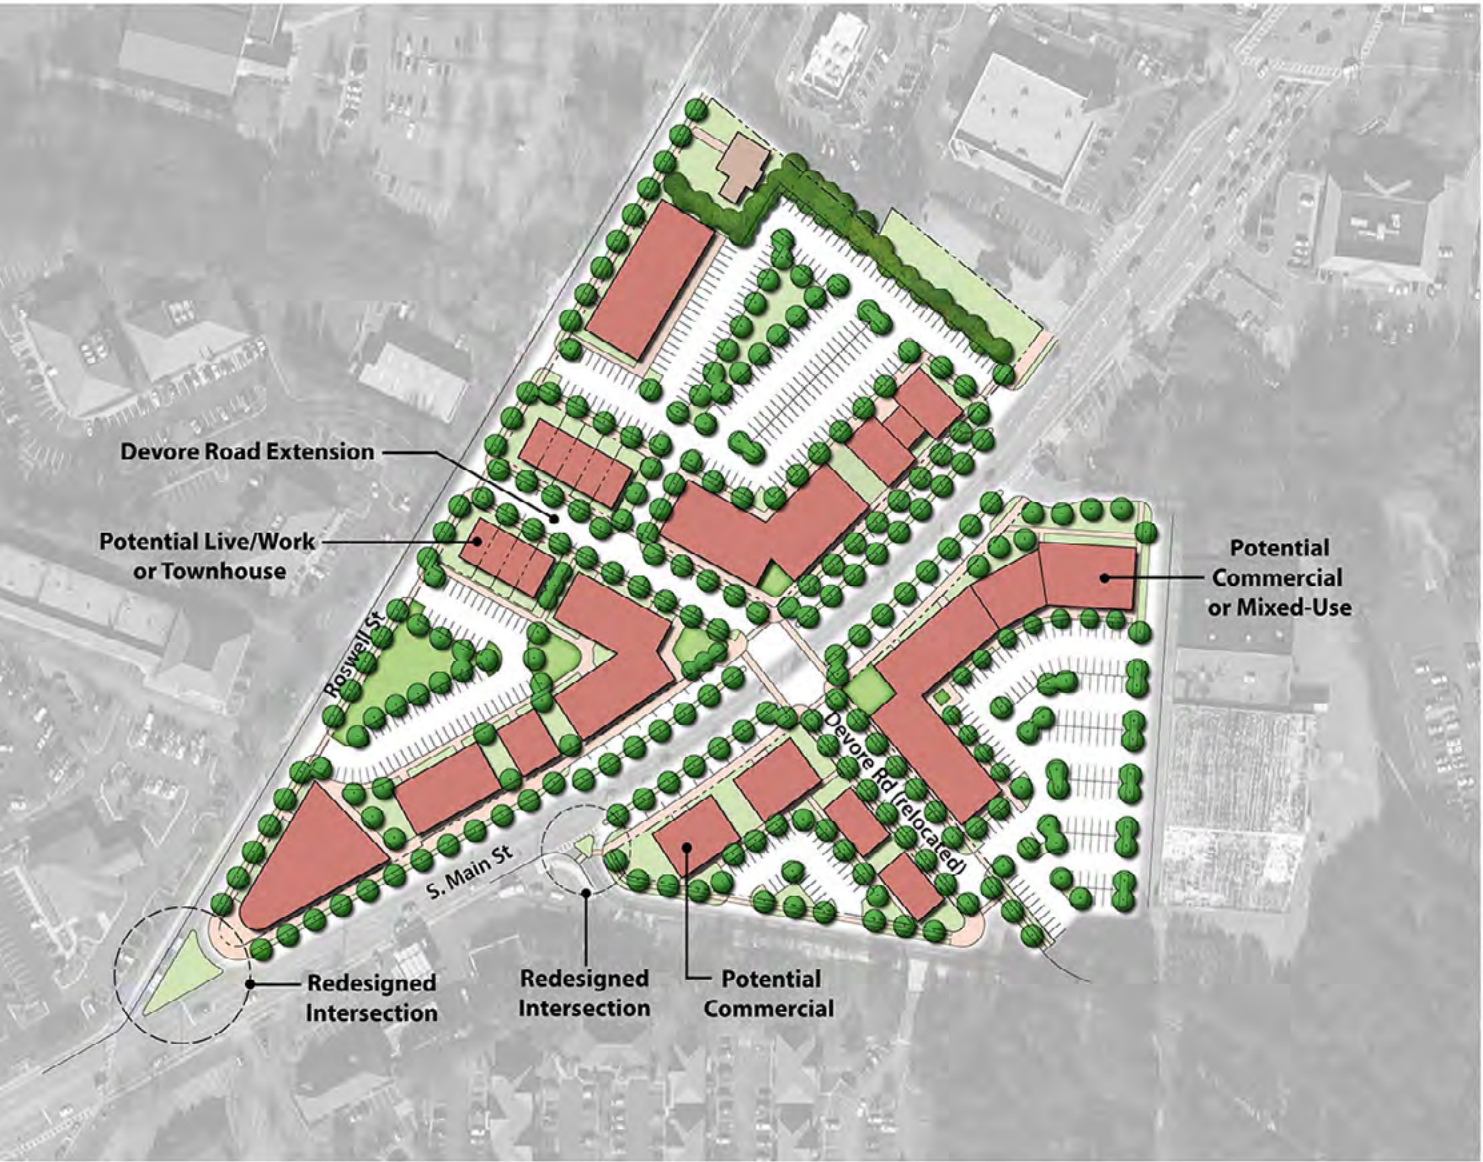 Devore Road Extension
Potential Live/Work
or Townhouse
Potential
Commercial
or Mixed-Use
Roswell St
Devore Rd (relocated)
S. Main St
Redesigned
Intersection
Redesigned
Intersection
Potential
Commercial